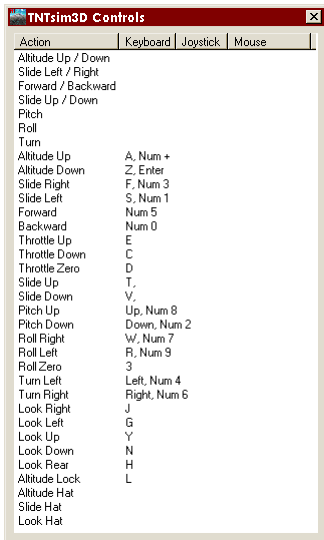 TNTsim3D Controls
Action Keyboard Joystick Mouse
Altitude Up / Down
Slide Left / Right
Forward / Backward
Slide Up / Down
Pitch
Roll
Turn
Altitude Up A, Num +
Altitude Down Z, Enter
Slide Right F, Num 3
Slide Left S, Num 1
Forward Num 5
Backward Num 0
Throttle Up E
Throttle Down C
Throttle Zero D
Slide Up T,
Slide Down V,
Pitch Up Up, Num 8
Pitch Down Down, Num 2
Roll Right W, Num 7
Roll Left R, Num 9
Roll Zero 3
Turn Left Left, Num 4
Turn Right Right, Num 6
Look Right J
Look Left G
Look Up Y
Look Down N
Look Rear H
Altitude Lock L
Altitude Hat
Slide Hat
Look Hat